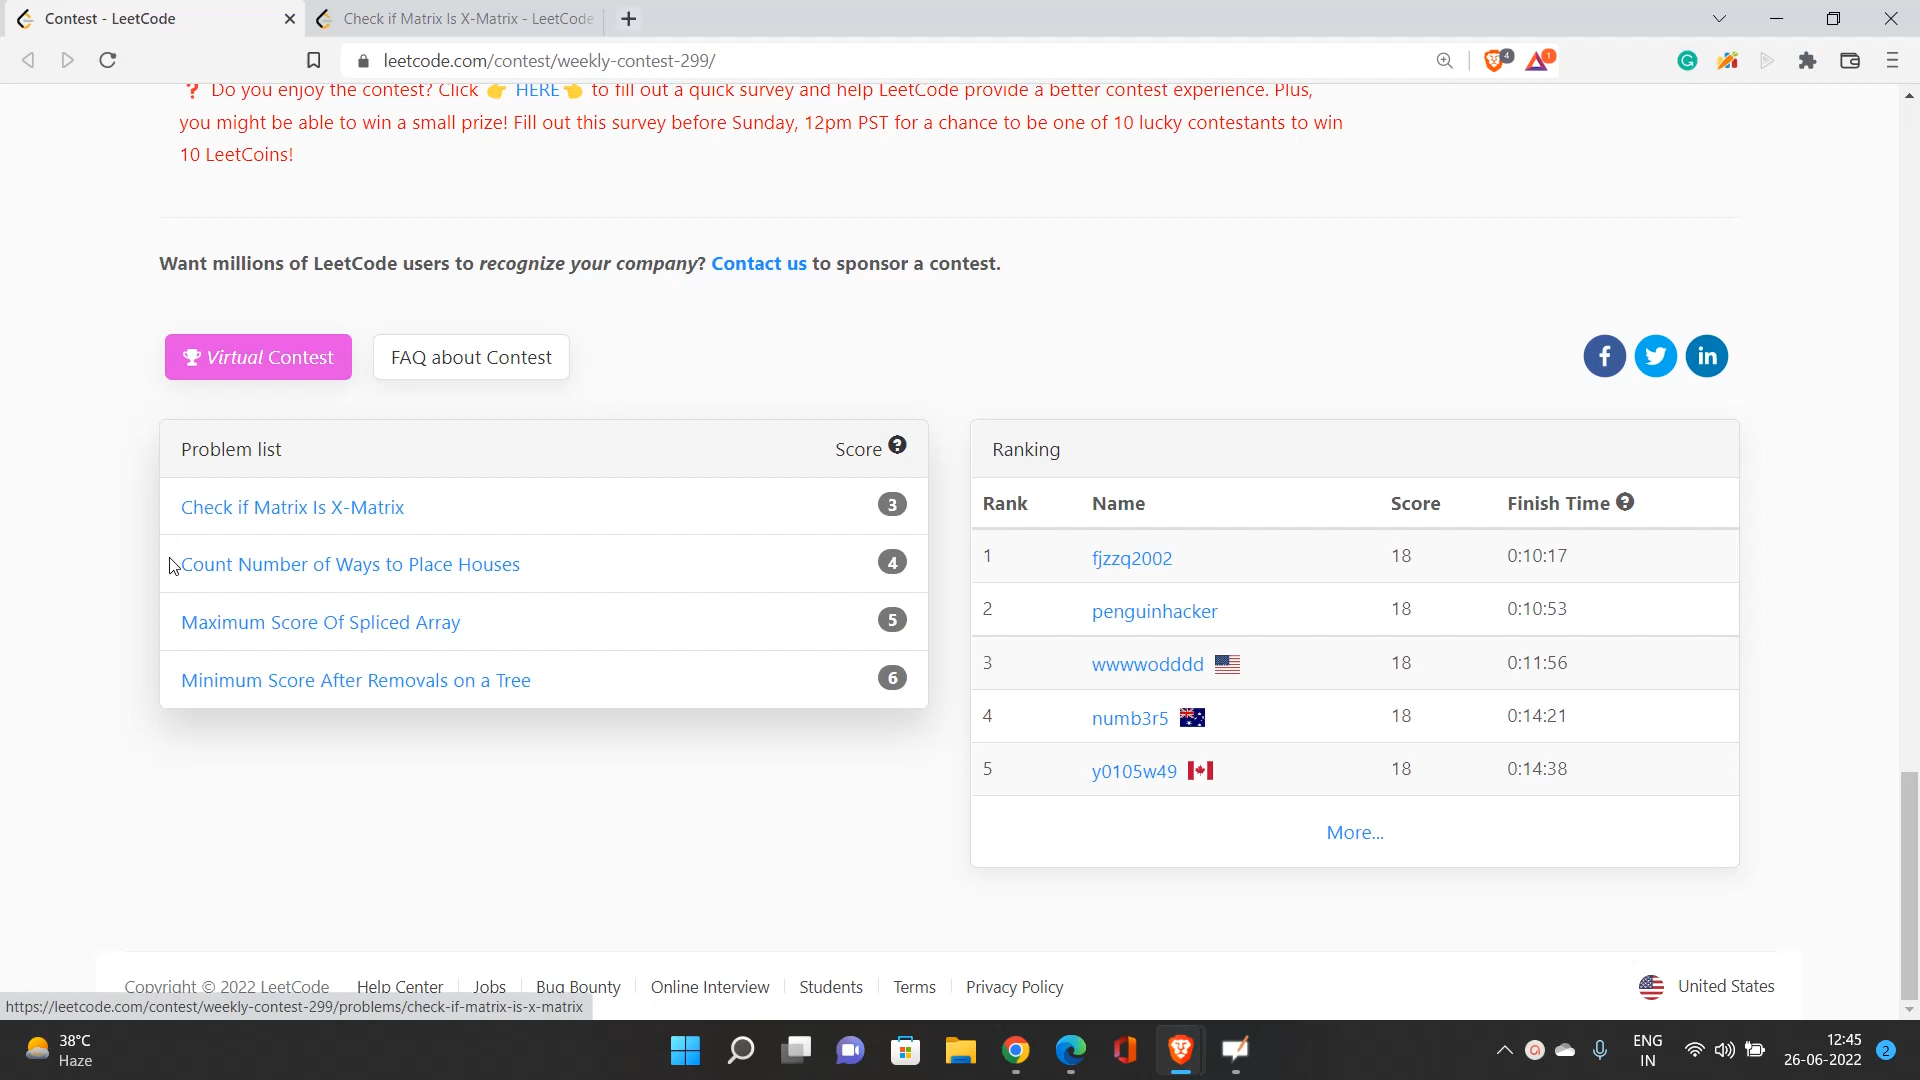 Contest - LeetCode
Check if Matrix Is X-Matrix - LeetCode
leetcode.com/contest/weekly-contest-299/
4
1
❓ Do you enjoy the contest? Click 👉 HERE👈 to fill out a quick survey and help LeetCode provide a better contest experience. Plus,
you might be able to win a small prize! Fill out this survey before Sunday, 12pm PST for a chance to be one of 10 lucky contestants to win
10 LeetCoins!
Want millions of LeetCode users to recognize your company? Contact us to sponsor a contest.
Virtual Contest
FAQ about Contest
Problem list Score ?
Check if Matrix Is X-Matrix 3
Count Number of Ways to Place Houses 4
Maximum Score Of Spliced Array 5
Minimum Score After Removals on a Tree 6
Ranking
Rank Name Score Finish Time ?
1 fjzzq2002 18 0:10:17
2 penguinhacker 18 0:10:53
3 wwwwodddd 18 0:11:56
4 numb3r5 18 0:14:21
5 y0105w49 18 0:14:38
More...
Copyright © 2022 LeetCode Help Center Jobs Bug Bounty Online Interview Students Terms Privacy Policy United States
https://leetcode.com/contest/weekly-contest-299/problems/check-if-matrix-is-x-matrix
38°C
Haze
ENG
IN
12:45
26-06-2022
2